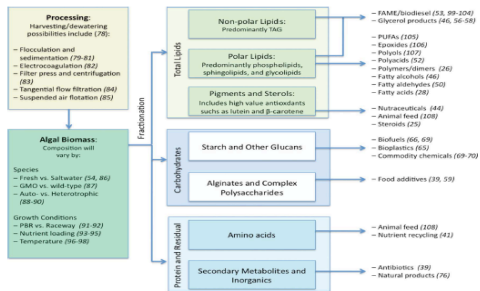 Processing:
Harvesting/dewatering
possibilities include (78):
– Flocculation and
sedimentation (79-81)
– Electrocoagulation (82)
– Filter press and centrifugation
(83)
– Tangential flow filtration (84)
– Suspended air flotation (85)
Algal Biomass:
Composition will
vary by:
Species
– Fresh vs. Saltwater (54, 86)
– GMO vs. wild-type (87)
– Auto- vs. Heterotrophic
(88-90)
Growth Conditions
– PBR vs. Raceway (91-92)
– Nutrient loading (93-95)
– Temperature (96-98)
Fractionation
Total Lipids
Non-polar Lipids:
Predominantly TAG
Polar Lipids:
Predominantly phospholipids,
sphingolipids, and glycolipids
Pigments and Sterols:
Includes high value antioxidants
suchs as lutein and β-carotene
Carbohydrates
Starch and Other Glucans
Alginates and Complex
Polysaccharides
Protein and Residual
Amino acids
Secondary Metabolites and
Inorganics
– FAME/biodiesel (53, 99-104)
– Glycerol products (46, 56-58)
– PUFAs (105)
– Epoxides (106)
– Polyols (107)
– Polyacids (52)
– Polymers/dimers (26)
– Fatty alcohols (46)
– Fatty aldehydes (50)
– Fatty acids (28)
– Nutraceuticals (44)
– Animal feed (108)
– Steroids (25)
– Biofuels (66, 69)
– Bioplastics (65)
– Commodity chemicals (69-70)
– Food additives (39, 59)
– Animal feed (108)
– Nutrient recycling (41)
– Antibiotics (39)
– Natural products (76)